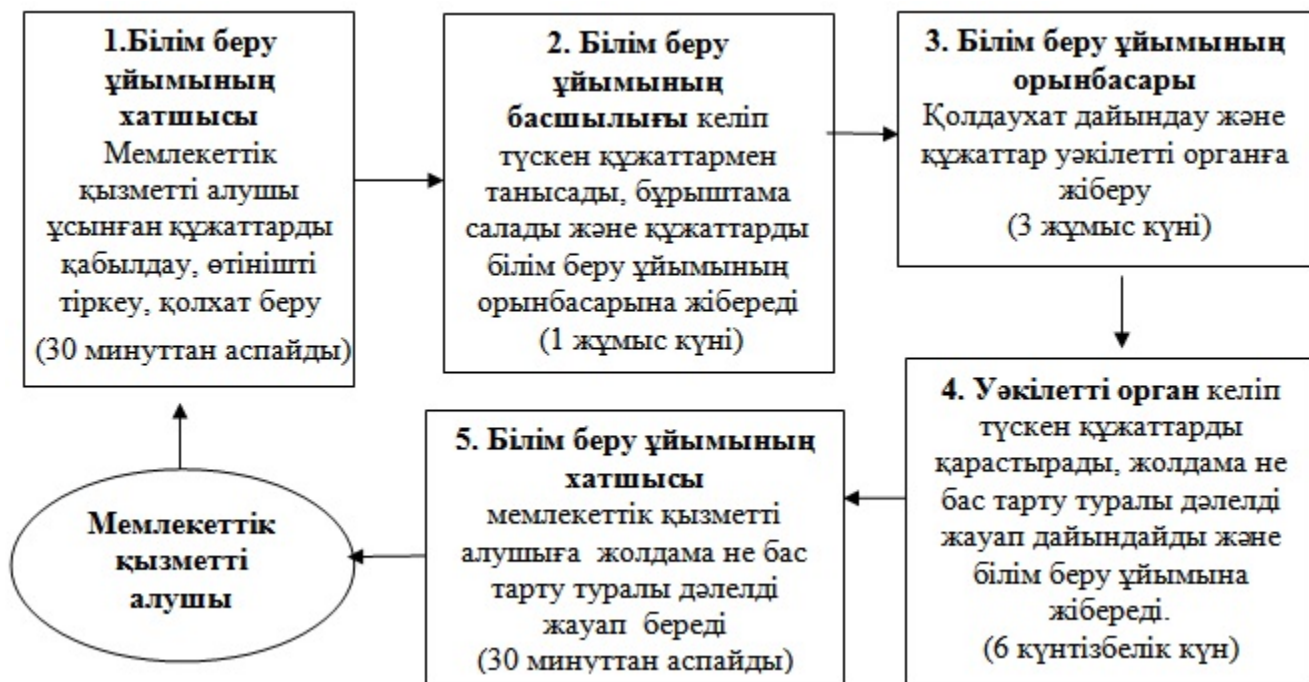 1.Білім беру
ұйымының
хатшысы
Мемлекеттік
қызметті алушы
ұсынған құжаттарды
қабылдау, өтінішті
тіркеу, қолхат беру
(30 минуттан аспайды)
2. Білім беру
ұйымының
басшылығы келіп
түскен құжаттармен
танысады, бұрыштама
салады және құжаттарды
білім беру ұйымының
орынбасарына жібереді
(1 жұмыс күні)
3. Білім беру ұйымының
орынбасары
Қолдаухат дайындау және
құжаттар уәкілетті органға
жіберу
(3 жұмыс күні)
4. Уәкілетті орган келіп
түскен құжаттарды
қарастырады, жолдама не
бас тарту туралы дәлелді
жауап дайындайды және
білім беру ұйымына
жібереді.
(6 күнтізбелік күн)
5. Білім беру ұйымының
хатшысы
мемлекеттік қызметті
алушыға жолдама не бас
тарту туралы дәлелді
жауап береді
(30 минуттан аспайды)
Мемлекеттік
қызметті
алушы